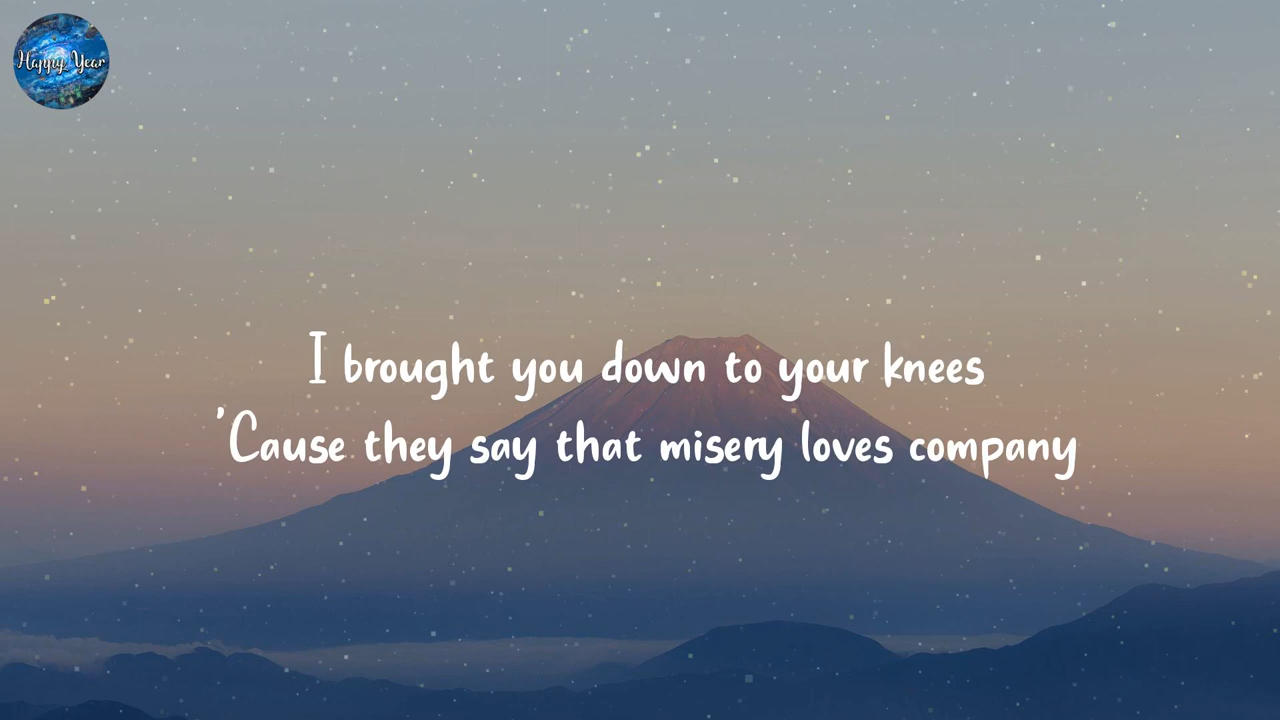 Happy Year
I brought you down to your knees
'Cause they say that misery loves company